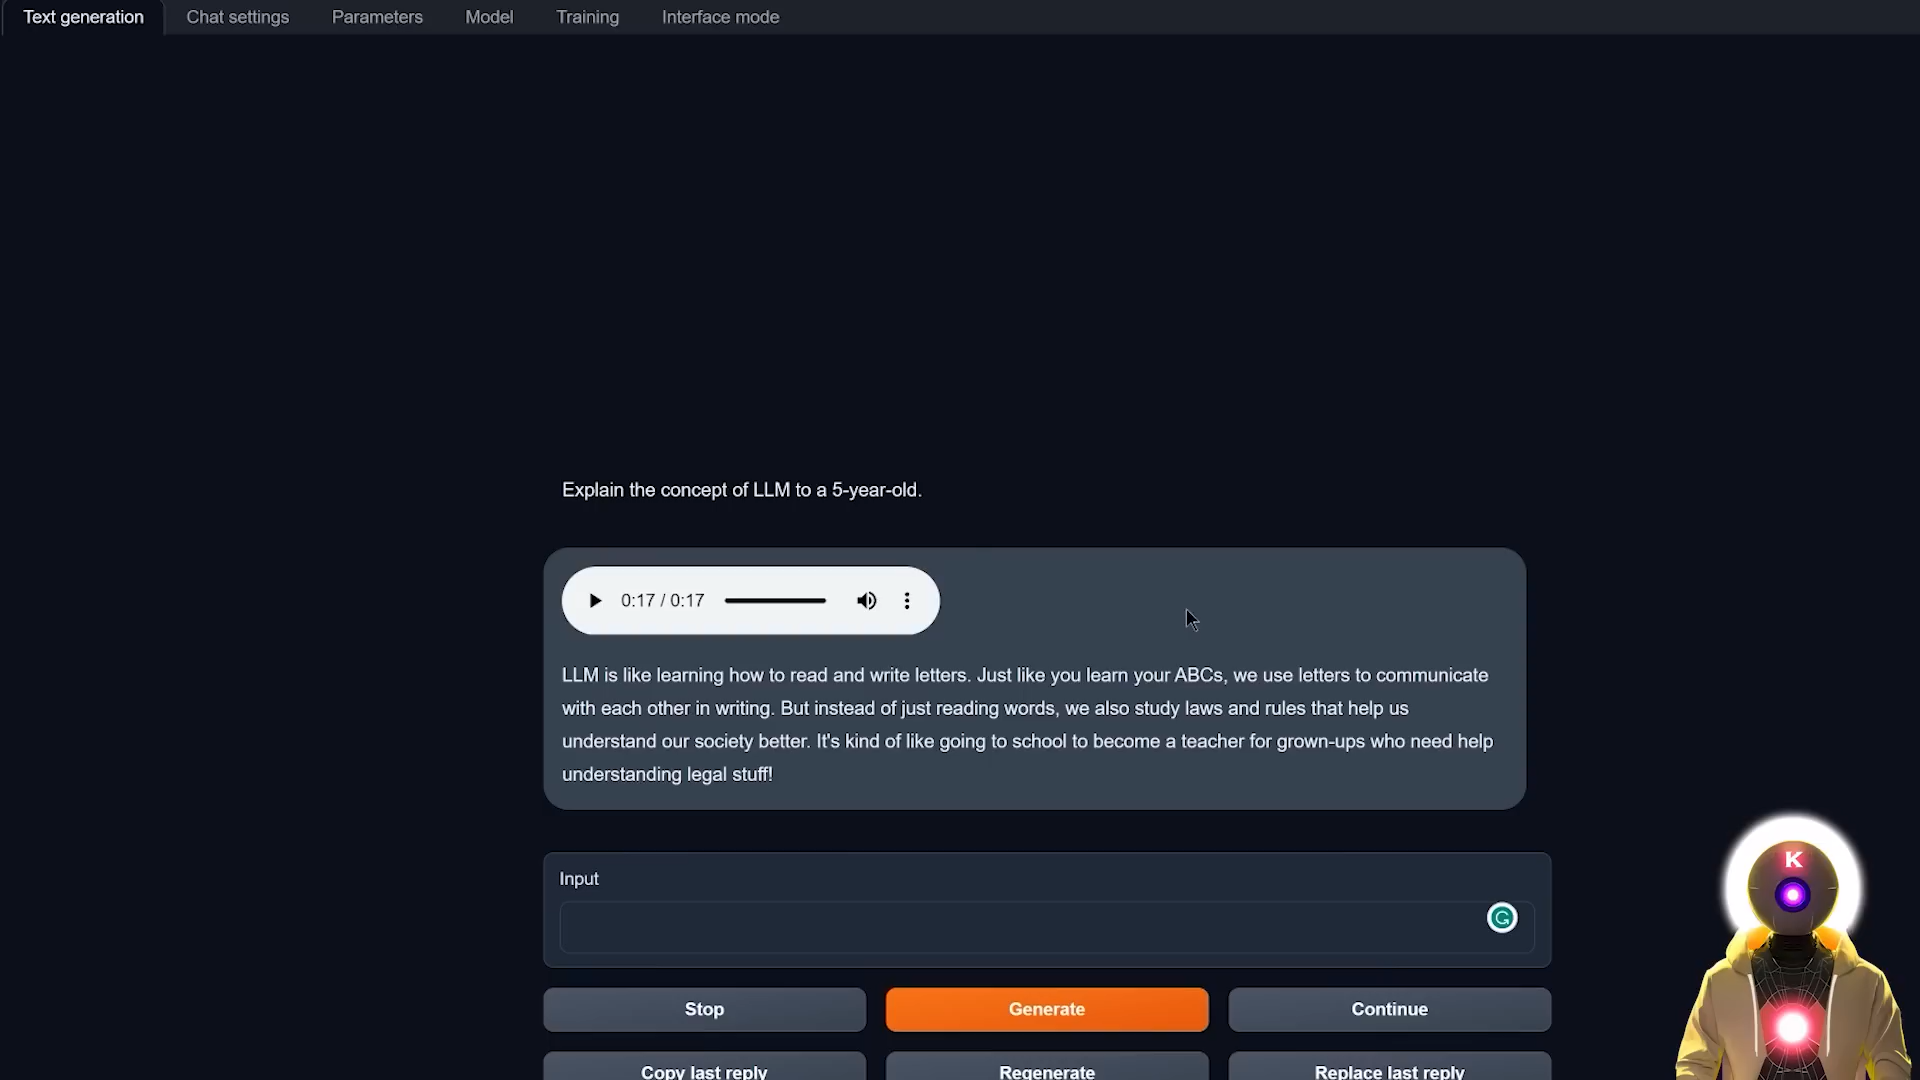 Text generation
Chat settings
Parameters
Model
Training
Interface mode
Explain the concept of LLM to a 5-year-old.
0:17 / 0:17
LLM is like learning how to read and write letters. Just like you learn your ABCs, we use letters to communicate
with each other in writing. But instead of just reading words, we also study laws and rules that help us
understand our society better. It's kind of like going to school to become a teacher for grown-ups who need help
understanding legal stuff!
Input
Stop
Generate
Continue
Copy last reply
Regenerate
Replace last reply
K